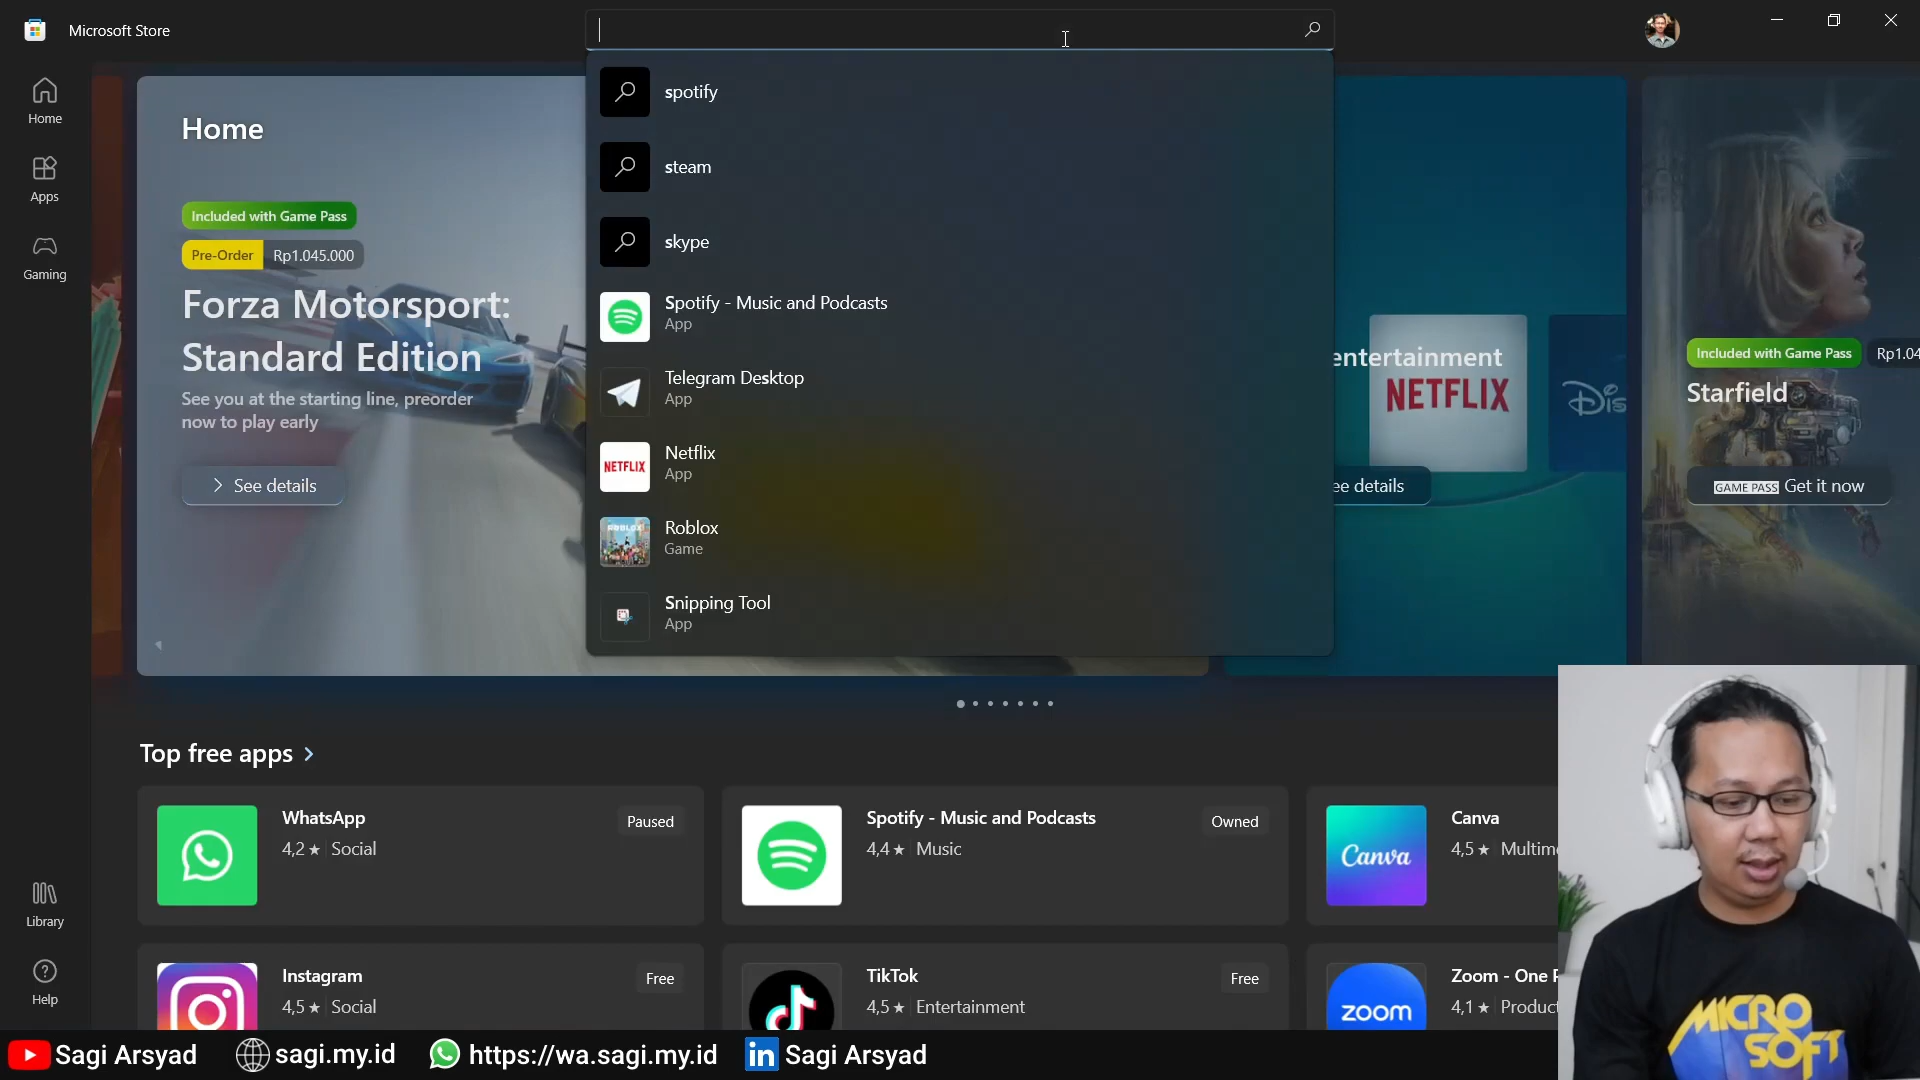 Microsoft Store
Home
Apps
Gaming
Library
Help
spotify
steam
skype
Spotify - Music and Podcasts
App
Telegram Desktop
App
Netflix
App
Roblox
Game
Snipping Tool
App
NETFLIX
ROBLOX
Home
Included with Game Pass
Pre-Order Rp1.045.000
Forza Motorsport:
Standard Edition
See you at the starting line, preorder
now to play early
See details
entertainment
NETFLIX
Dis
ee details
Included with Game Pass Rp1.04
Starfield
GAME PASS Get it now
Top free apps
WhatsApp
4,2★ Social
Paused
Spotify - Music and Podcasts
4,4★ Music
Owned
Canva
Canva
4,5★ Multime
Instagram
4,5★ Social
Free
TikTok
4,5★ Entertainment
Free
zoom
Zoom - One P
4,1★ Product
MICRO
SOFT
Sagi Arsyad
sagi.my.id
https://wa.sagi.my.id
in Sagi Arsyad